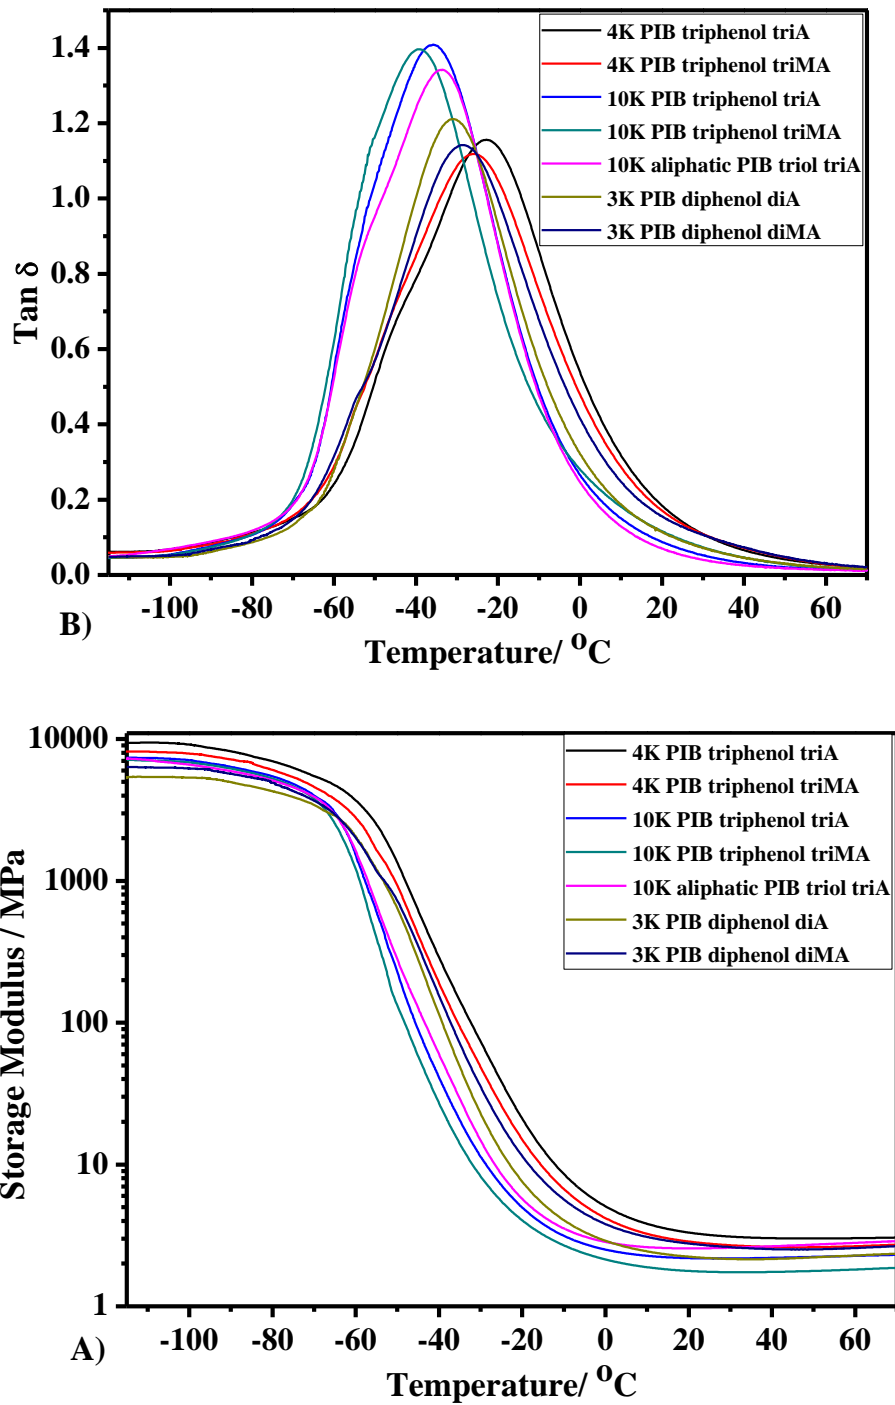 1.4
1.2
1.0
0.8
0.6
0.4
0.2
0.0
Tan δ
4K PIB triphenol triA
4K PIB triphenol triMA
10K PIB triphenol triA
10K PIB triphenol triMA
10K aliphatic PIB triol triA
3K PIB diphenol diA
3K PIB diphenol diMA
-100 -80 -60 -40 -20 0 20 40 60
B)
Temperature/ °C
10000
1000
100
10
1
Storage Modulus / MPa
4K PIB triphenol triA
4K PIB triphenol triMA
10K PIB triphenol triA
10K PIB triphenol triMA
10K aliphatic PIB triol triA
3K PIB diphenol diA
3K PIB diphenol diMA
-100 -80 -60 -40 -20 0 20 40 60
A)
Temperature/ °C